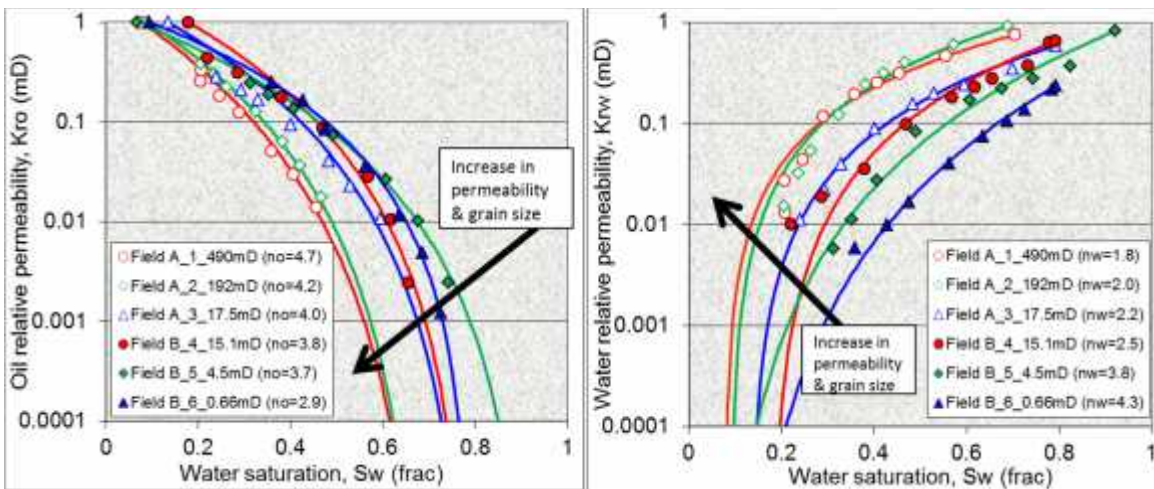 Oil relative permeability, Kro (mD)
1
0.1
0.01
0.001
0.0001
Increase in
permeability
& grain size
Field A_1_490mD (no=4.7)
Field A_2_192mD (no=4.2)
Field A_3_17.5mD (no=4.0)
Field B_4_15.1mD (no=3.8)
Field B_5_4.5mD (no=3.7)
Field B_6_0.66mD (no=2.9)
0 0.2 0.4 0.6 0.8 1
Water saturation, Sw (frac)
Water relative permeability, Krw (mD)
1
0.1
0.01
0.001
0.0001
Increase in
permeability
& grain size
Field A_1_490mD (nw=1.8)
Field A_2_192mD (nw=2.0)
Field A_3_17.5mD (nw=2.2)
Field B_4_15.1mD (nw=2.5)
Field B_5_4.5mD (nw=3.8)
Field B_6_0.66mD (nw=4.3)
0 0.2 0.4 0.6 0.8 1
Water saturation, Sw (frac)